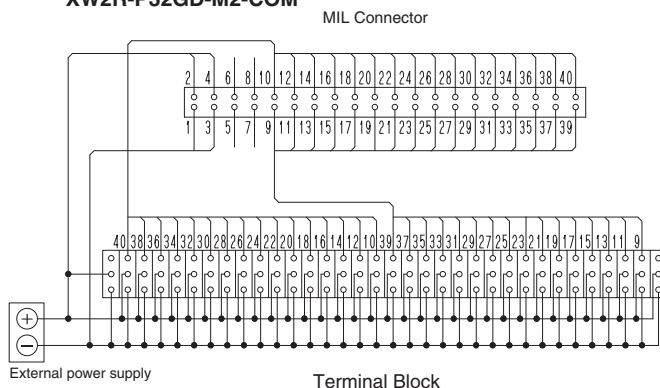 XW2R-P32GD-M2-COM
MIL Connector
2 4 6 8 10 12 14 16 18 20 22 24 26 28 30 32 34 36 38 40
1 3 5 7 9 11 13 15 17 19 21 23 25 27 29 31 33 35 37 39
40 38 36 34 32 30 28 26 24 22 20 18 16 14 12 10 39 37 35 33 31 29 27 25 23 21 19 17 15 13 11 9
+
−
External power supply
Terminal Block